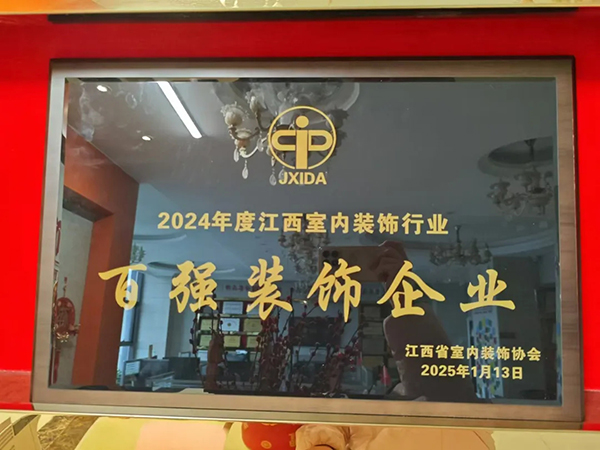 JXIDA
2024年度江西室内装饰行业
百强装饰企业
江西省室内装饰协会
2025年1月13日